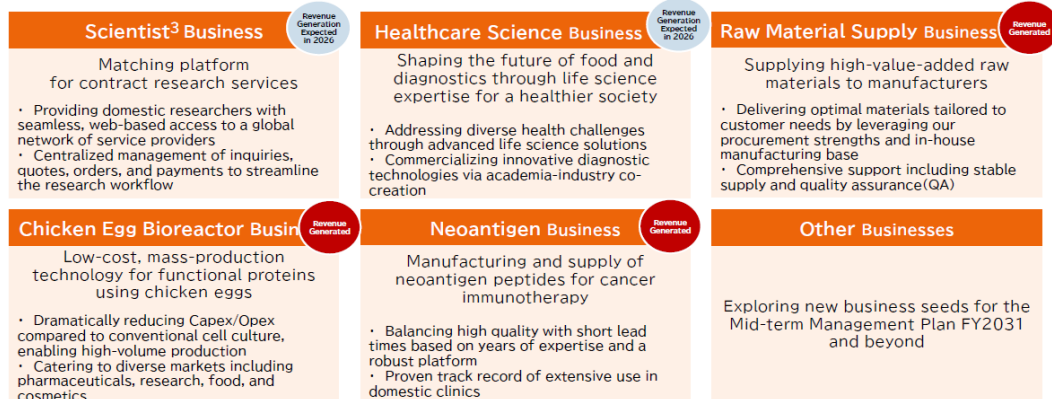 Scientist³ Business
Revenue
Generation
Expected
in 2026
Matching platform
for contract research services
・ Providing domestic researchers with
seamless, web-based access to a global
network of service providers
・ Centralized management of inquiries,
quotes, orders, and payments to streamline
the research workflow
Healthcare Science Business
Revenue
Generation
Expected
in 2026
Shaping the future of food and
diagnostics through life science
expertise for a healthier society
・ Addressing diverse health challenges
through advanced life science solutions
・ Commercializing innovative diagnostic
technologies via academia-industry co-
creation
Raw Material Supply Business
Revenue
Generated
Supplying high-value-added raw
materials to manufacturers
・ Delivering optimal materials tailored to
customer needs by leveraging our
procurement strengths and in-house
manufacturing base
・ Comprehensive support including stable
supply and quality assurance(QA)
Chicken Egg Bioreactor Busin
Revenue
Generated
Low-cost, mass-production
technology for functional proteins
using chicken eggs
・ Dramatically reducing Capex/Opex
compared to conventional cell culture,
enabling high-volume production
・ Catering to diverse markets including
pharmaceuticals, research, food, and
cosmetics
Neoantigen Business
Revenue
Generated
Manufacturing and supply of
neoantigen peptides for cancer
immunotherapy
・ Balancing high quality with short lead
times based on years of expertise and a
robust platform
・ Proven track record of extensive use in
domestic clinics
Other Businesses
Exploring new business seeds for the
Mid-term Management Plan FY2031
and beyond